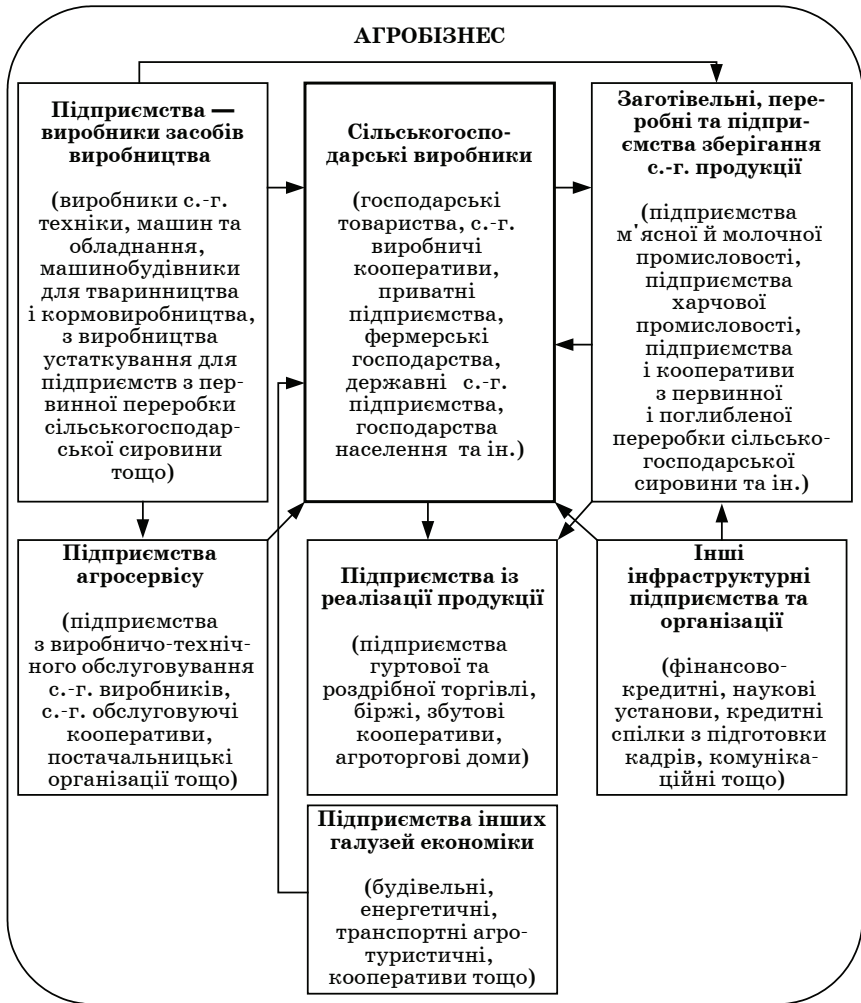 АГРОБІЗНЕС
Підприємства —
виробники засобів
виробництва
(виробники с.-г.
техніки, машин та
обладнання,
машинобудівники
для тваринництва
і кормовиробництва,
з виробництва
устаткування для
підприємств з пер-
винної переробки
сільськогосподар-
ської сировини
тощо)
Сільськогоспо-
дарські виробники
(господарські
товариства, с.-г.
виробничі
кооперативи,
приватні
підприємства,
фермерські
господарства,
державні с.-г.
підприємства,
господарства
населення та ін.)
Заготівельні, пере-
робні та підпри-
ємства зберігання
с.-г. продукції
(підприємства
м'ясної й молочної
промисловості,
підприємства
харчової
промисловості,
підприємства
і кооперативи
з первинної
і поглибленої
переробки сільсько-
господарської
сировини та ін.)
Підприємства
агросервісу
(підприємства
з виробничо-техніч-
ного обслуговування
с.-г. виробників,
с.-г. обслуговуючі
кооперативи,
постачальницькі
організації тощо)
Підприємства із
реалізації продукції
(підприємства
гуртової та
роздрібної торгівлі,
біржі, збутові
кооперативи,
агроторгові доми)
Інші
інфраструктурні
підприємства та
організації
(фінансово-
кредитні, наукові
установи, кредитні
спілки з підготовки
кадрів, комуніка-
ційні тощо)
Підприємства інших
галузей економіки
(будівельні,
енергетичні,
транспортні агро-
туристичні,
кооперативи тощо)